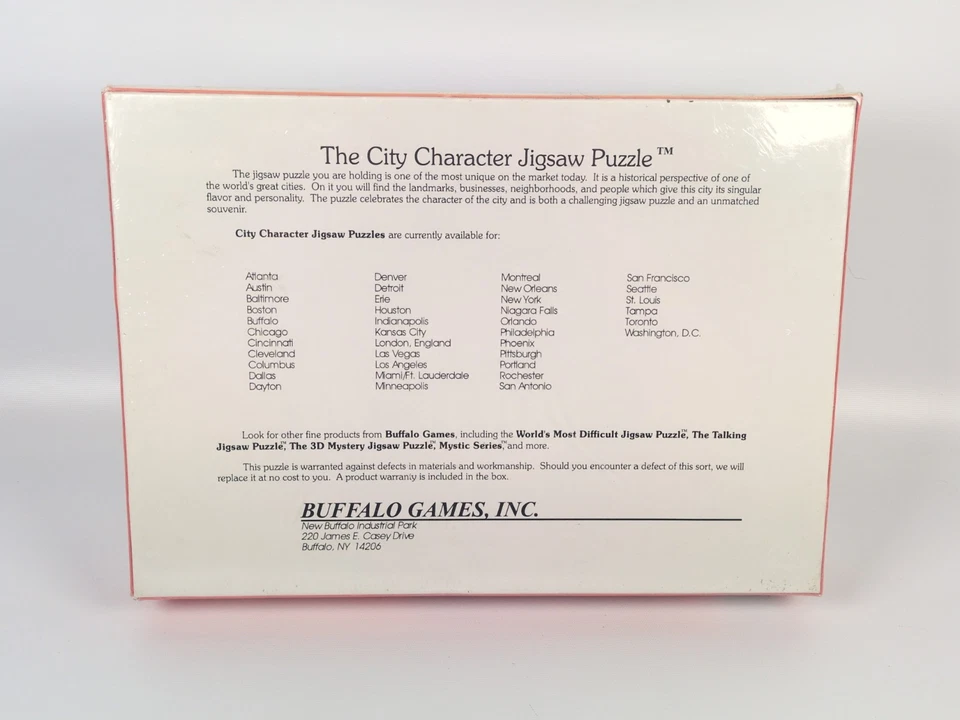 The City Character Jigsaw Puzzle™
The jigsaw puzzle you are holding is one of the most unique on the market today. It is a historical perspective of one of
the world's great cities. On it you will find the landmarks, businesses, neighborhoods, and people which give this city its singular
flavor and personality. The puzzle celebrates the character of the city and is both a challenging jigsaw puzzle and an unmatched
souvenir.
City Character Jigsaw Puzzles are currently available for:
Atlanta
Austin
Baltimore
Boston
Buffalo
Chicago
Cincinnati
Cleveland
Columbus
Dallas
Dayton
Denver
Detroit
Erie
Houston
Indianapolis
Kansas City
London, England
Las Vegas
Los Angeles
Miami/Ft. Lauderdale
Minneapolis
Montreal
New Orleans
New York
Niagara Falls
Orlando
Philadelphia
Phoenix
Pittsburgh
Portland
Rochester
San Antonio
San Francisco
Seattle
St. Louis
Tampa
Toronto
Washington, D.C.
Look for other fine products from Buffalo Games, including the World's Most Difficult Jigsaw Puzzle™, The Talking
Jigsaw Puzzle™, The 3D Mystery Jigsaw Puzzle™, Mystic Series™, and more.
This puzzle is warranted against defects in materials and workmanship. Should you encounter a defect of this sort, we will
replace it at no cost to you. A product warranty is included in the box.
BUFFALO GAMES, INC.
New Buffalo Industrial Park
220 James E. Casey Drive
Buffalo, NY 14206